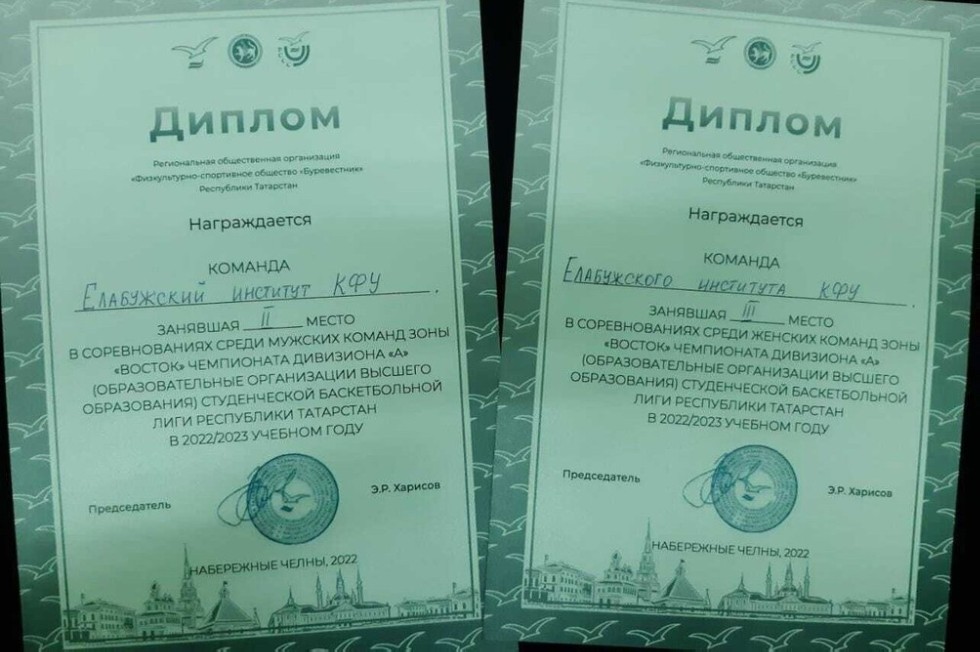 Диплом
Региональная общественная организация
«Физкультурно-спортивное общество «Буревестник»
Республики Татарстан
Награждается
КОМАНДА
Елабужский институт КФУ.
ЗАНЯВШАЯ II МЕСТО
В СОРЕВНОВАНИЯХ СРЕДИ МУЖСКИХ КОМАНД ЗОНЫ
«ВОСТОК» ЧЕМПИОНАТА ДИВИЗИОНА «А»
(ОБРАЗОВАТЕЛЬНЫЕ ОРГАНИЗАЦИИ ВЫСШЕГО
ОБРАЗОВАНИЯ) СТУДЕНЧЕСКОЙ БАСКЕТБОЛЬНОЙ
ЛИГИ РЕСПУБЛИКИ ТАТАРСТАН
В 2022/2023 УЧЕБНОМ ГОДУ
Председатель Э.Р. Харисов
НАБЕРЕЖНЫЕ ЧЕЛНЫ, 2022
Диплом
Региональная общественная организация
«Физкультурно-спортивное общество «Буревестник»
Республики Татарстан
Награждается
КОМАНДА
Елабужского института КФУ.
ЗАНЯВШАЯ III МЕСТО
В СОРЕВНОВАНИЯХ СРЕДИ ЖЕНСКИХ КОМАНД ЗОНЫ
«ВОСТОК» ЧЕМПИОНАТА ДИВИЗИОНА «А»
(ОБРАЗОВАТЕЛЬНЫЕ ОРГАНИЗАЦИИ ВЫСШЕГО
ОБРАЗОВАНИЯ) СТУДЕНЧЕСКОЙ БАСКЕТБОЛЬНОЙ
ЛИГИ РЕСПУБЛИКИ ТАТАРСТАН
В 2022/2023 УЧЕБНОМ ГОДУ
Председатель Э.Р. Харисов
НАБЕРЕЖНЫЕ ЧЕЛНЫ, 2022